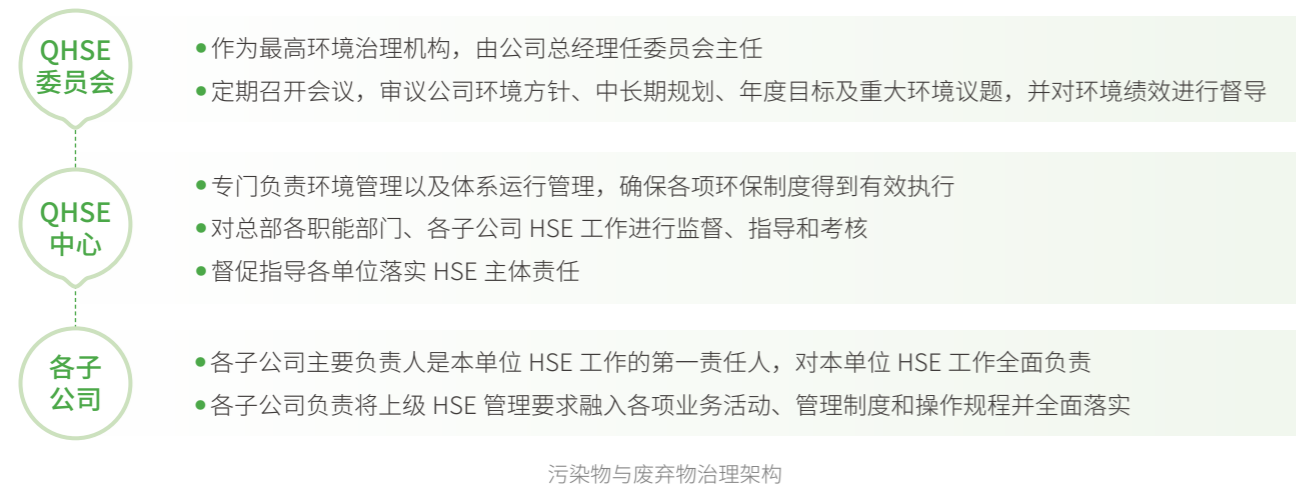 QHSE
委员会
●作为最高环境治理机构，由公司总经理任委员会主任
●定期召开会议，审议公司环境方针、中长期规划、年度目标及重大环境议题，并对环境绩效进行督导
QHSE
中心
●专门负责环境管理以及体系运行管理，确保各项环保制度得到有效执行
●对总部各职能部门、各子公司 HSE 工作进行监督、指导和考核
●督促指导各单位落实 HSE 主体责任
各子
公司
●各子公司主要负责人是本单位 HSE 工作的第一责任人，对本单位 HSE 工作全面负责
●各子公司负责将上级 HSE 管理要求融入各项业务活动、管理制度和操作规程并全面落实
污染物与废弃物治理架构